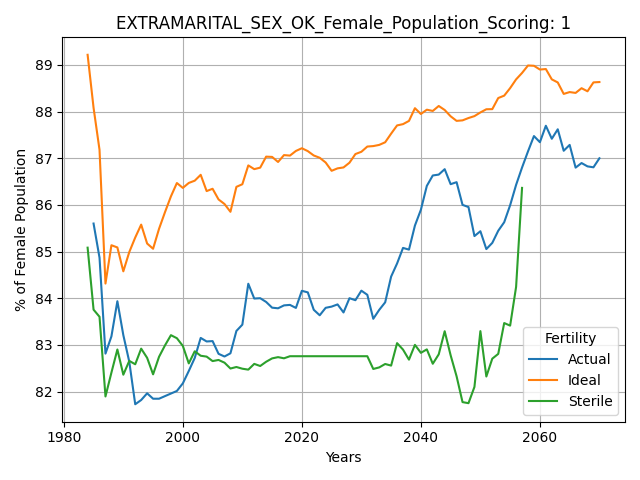 EXTRAMARITAL_SEX_OK_Female_Population_Scoring: 1
% of Female Population
89
88
87
86
85
84
83
82
1980 2000 2020 2040 2060
Years
Fertility
Actual
Ideal
Sterile